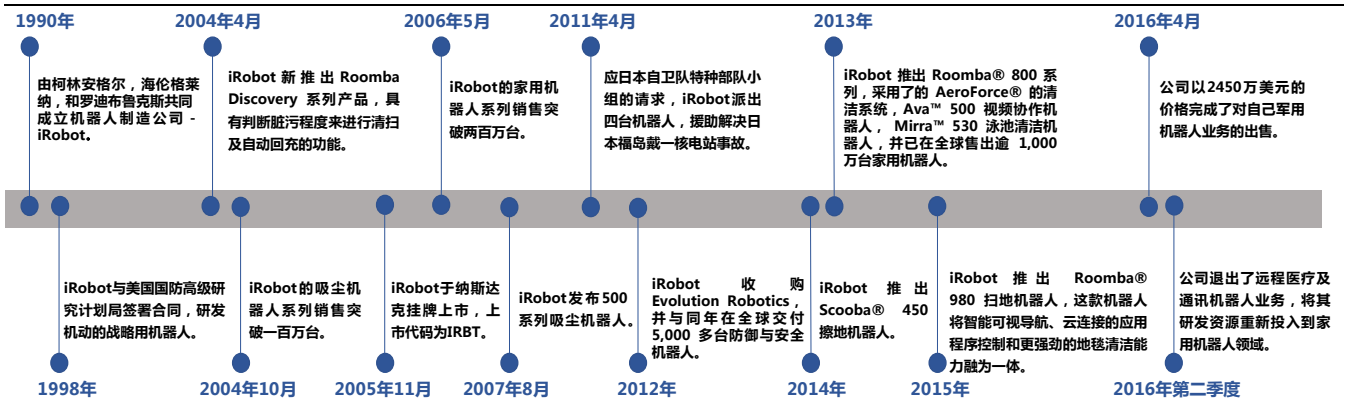 1990年
2004年4月
2006年5月
2011年4月
2013年
2016年4月
由柯林安格尔，海伦格莱
纳，和罗迪布鲁克斯共同
成立机器人制造公司 -
iRobot。
iRobot 新推出 Roomba
Discovery 系列产品，具
有判断脏污程度来进行清扫
及自动回充的功能。
iRobot的家用机
器人系列销售突
破两百万台。
应日本自卫队特种部队小
组的请求，iRobot派出
四台机器人，援助解决日
本福岛戴一核电站事故。
iRobot 推出 Roomba® 800 系
列，采用了的 AeroForce® 的清
洁系统，Ava™ 500 视频协作机
器人， Mirra™ 530 泳池清洁机
器人，并已在全球售出逾 1,000
万台家用机器人。
公司以2450万美元的
价格完成了对自己军用
机器人业务的出售。
iRobot与美国国防高级研
究计划局签署合同，研发
机动的战略用机器人。
iRobot的吸尘机
器人系列销售突
破一百万台。
iRobot于纳斯达
克挂牌上市，上
市代码为IRBT。
iRobot发布500
系列吸尘机器人。
iRobot 收购
Evolution Robotics，
并与同年在全球交付
5,000 多台防御与安全
机器人。
iRobot 推出
Scooba® 450
擦地机器人。
iRobot 推出 Roomba®
980 扫地机器人，这款机器人
将智能可视导航、云连接的应用
程序控制和更强劲的地毯清洁能
力融为一体。
公司退出了远程医疗及
通讯机器人业务，将其
研发资源重新投入到家
用机器人领域。
1998年
2004年10月
2005年11月
2007年8月
2012年
2014年
2015年
2016年第二季度